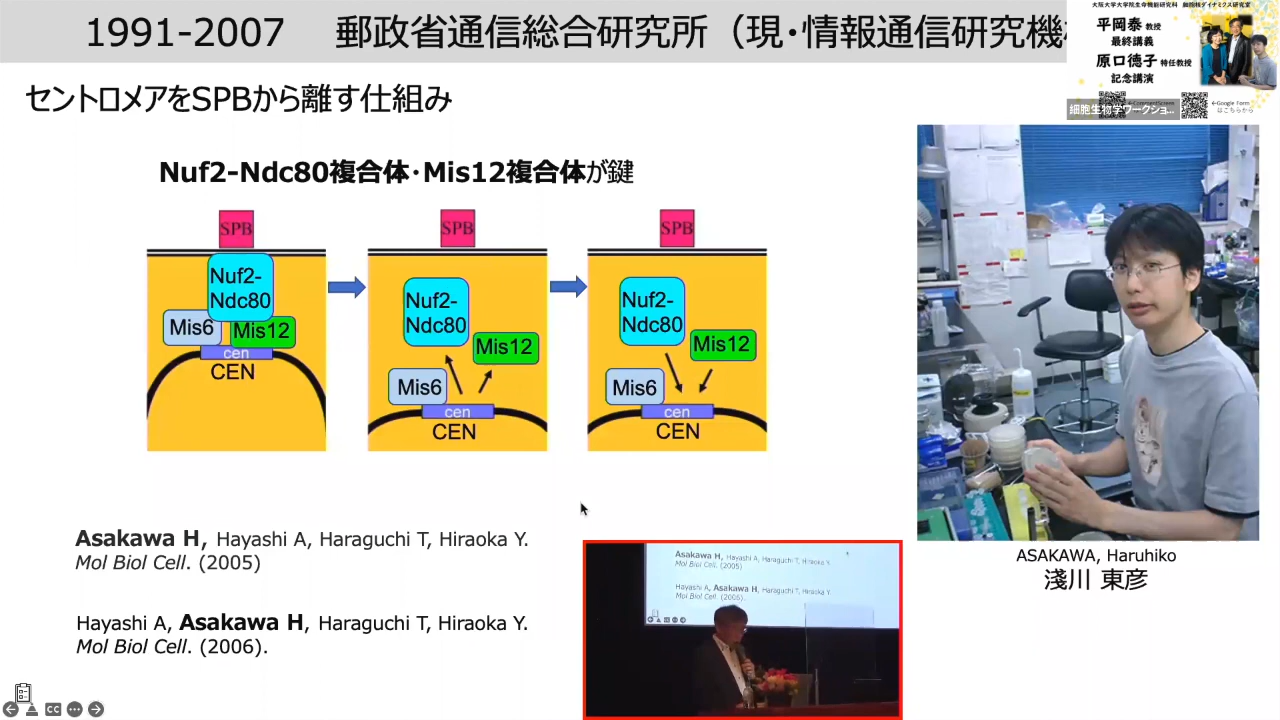 1991-2007 郵政省通信総合研究所（現・情報通信研究機
大阪大学大学院生命機能研究科 細胞核ダイナミクス研究室
平岡泰 教授
最終講義
原口徳子 特任教授
記念講演
細胞生物学ワークショ...
←Google Form
はこちらから
セントロメアをSPBから離す仕組み
Nuf2-Ndc80複合体・Mis12複合体が鍵
SPB
Nuf2-
Ndc80
Mis6
Mis12
cen
CEN
SPB
Nuf2-
Ndc80
Mis12
Mis6
cen
CEN
SPB
Nuf2-
Ndc80
Mis12
Mis6
cen
CEN
Asakawa H, Hayashi A, Haraguchi T, Hiraoka Y.
Mol Biol Cell. (2005)
Hayashi A, Asakawa H, Haraguchi T, Hiraoka Y.
Mol Biol Cell. (2006).
ASAKAWA, Haruhiko
淺川 東彦
Asakawa H, Hayashi A, Haraguchi T, Hiraoka Y.
Mol Biol Cell. (2005)
Hayashi A, Asakawa H, Haraguchi T, Hiraoka Y.
Mol Biol Cell. (2006).
CC